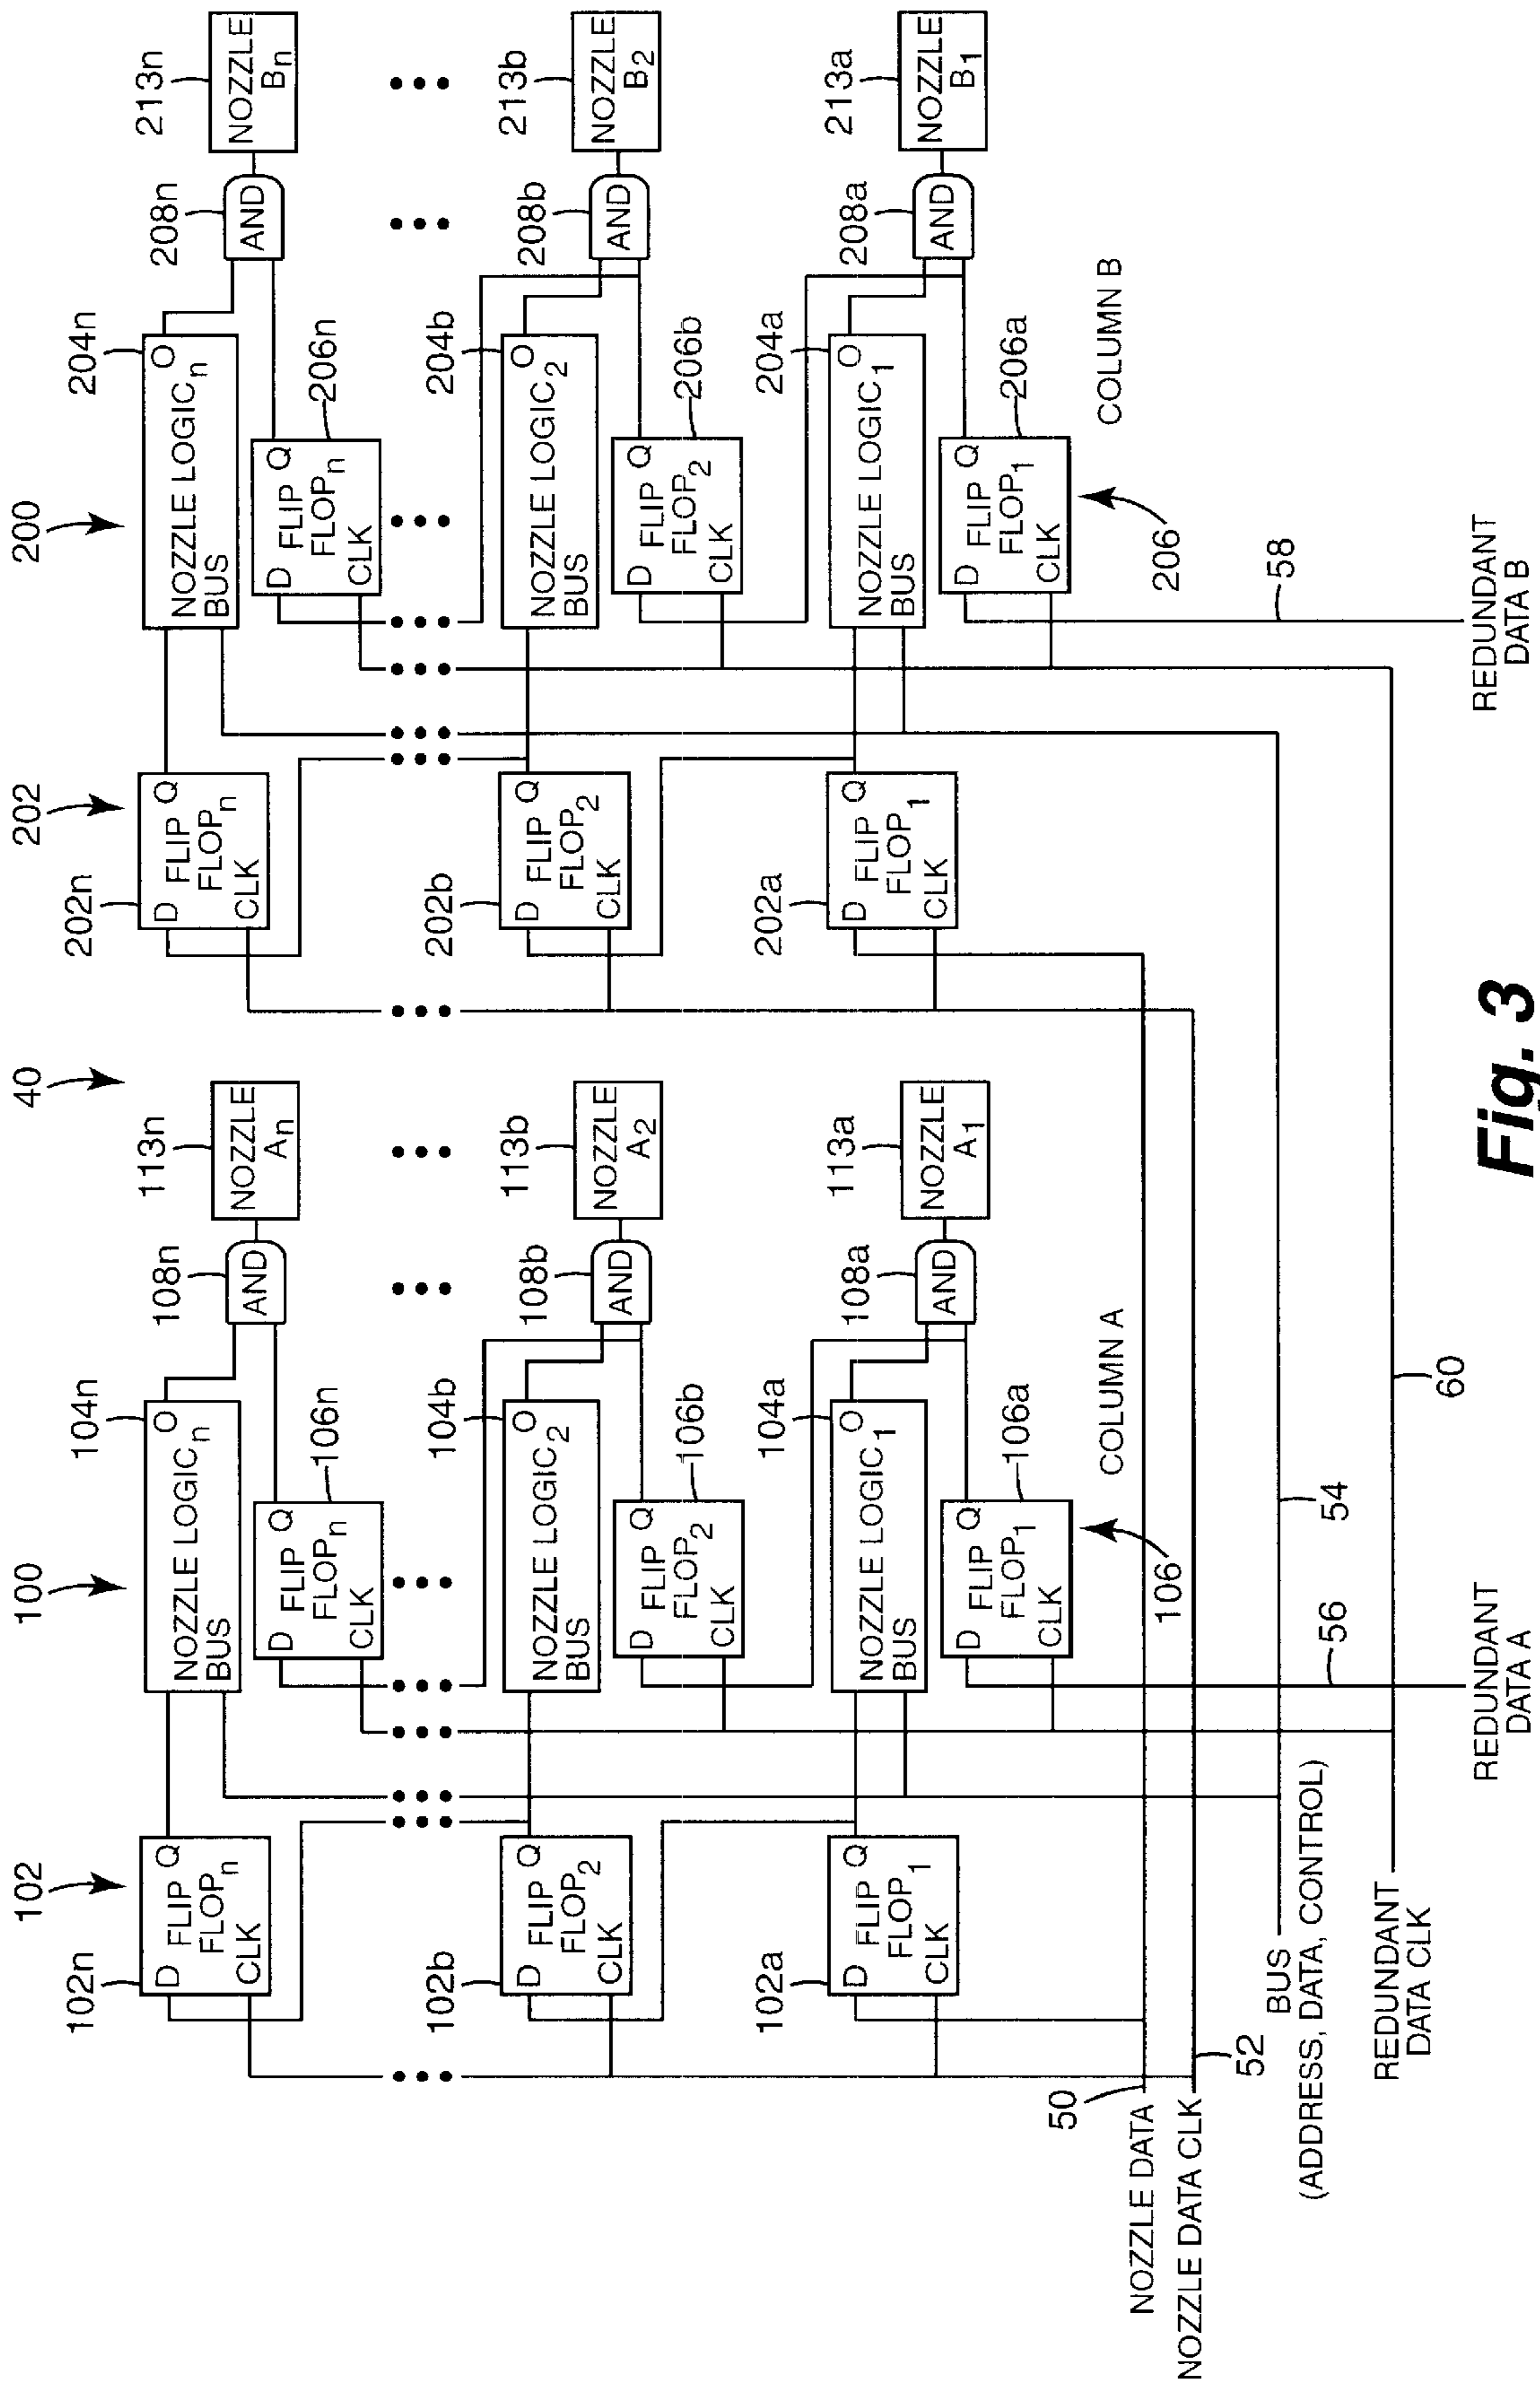 40
100
102
104n
108n
113n
102n
FLIP
FLOPn
D
Q
CLK
NOZZLE LOGICn
BUS
O
AND
NOZZLE
An
D
FLIP
FLOPn
Q
CLK
106n
102b
104b
108b
113b
D
FLIP
FLOP2
Q
CLK
NOZZLE LOGIC2
BUS
O
AND
NOZZLE
A2
D
FLIP
FLOP2
Q
CLK
106b
102a
104a
108a
113a
D
FLIP
FLOP1
Q
CLK
NOZZLE LOGIC1
BUS
O
AND
NOZZLE
A1
D
FLIP
FLOP1
Q
CLK
106a
106
COLUMN A
200
202
204n
208n
213n
202n
D
FLIP
FLOPn
Q
CLK
NOZZLE LOGICn
BUS
O
AND
NOZZLE
Bn
D
FLIP
FLOPn
Q
CLK
206n
202b
204b
208b
213b
D
FLIP
FLOP2
Q
CLK
NOZZLE LOGIC2
BUS
O
AND
NOZZLE
B2
D
FLIP
FLOP2
Q
CLK
206b
202a
204a
208a
213a
D
FLIP
FLOP1
Q
CLK
NOZZLE LOGIC1
BUS
O
AND
NOZZLE
B1
D
FLIP
FLOP1
Q
CLK
206a
206
COLUMN B
50
NOZZLE DATA
NOZZLE DATA CLK
52
BUS
(ADDRESS, DATA, CONTROL)
54
56
58
REDUNDANT
DATA CLK
60
REDUNDANT
DATA A
REDUNDANT
DATA B
Fig. 3